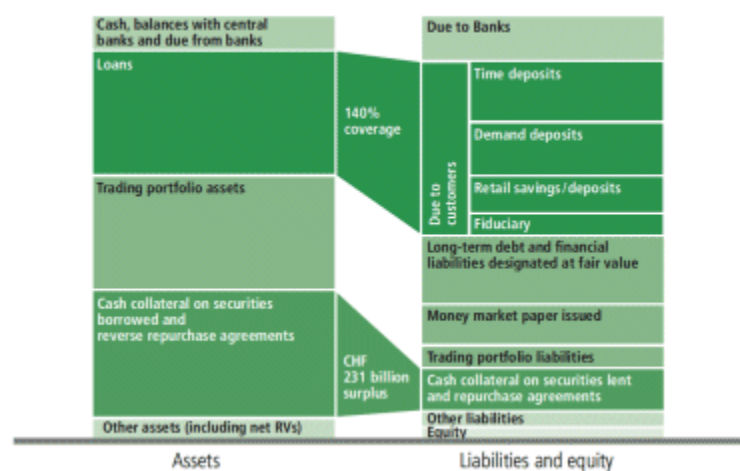 Cash, balances with central
banks and due from banks
Loans
Trading portfolio assets
Cash collateral on securities
borrowed and
reverse repurchase agreements
Other assets (including net RVs)
140%
coverage
CHF
231 billion
surplus
Due to Banks
Due to
customers
Time deposits
Demand deposits
Retail savings/deposits
Fiduciary
Long-term debt and financial
liabilities designated at fair value
Money market paper issued
Trading portfolio liabilities
Cash collateral on securities lent
and repurchase agreements
Other liabilities
Equity
Assets
Liabilities and equity